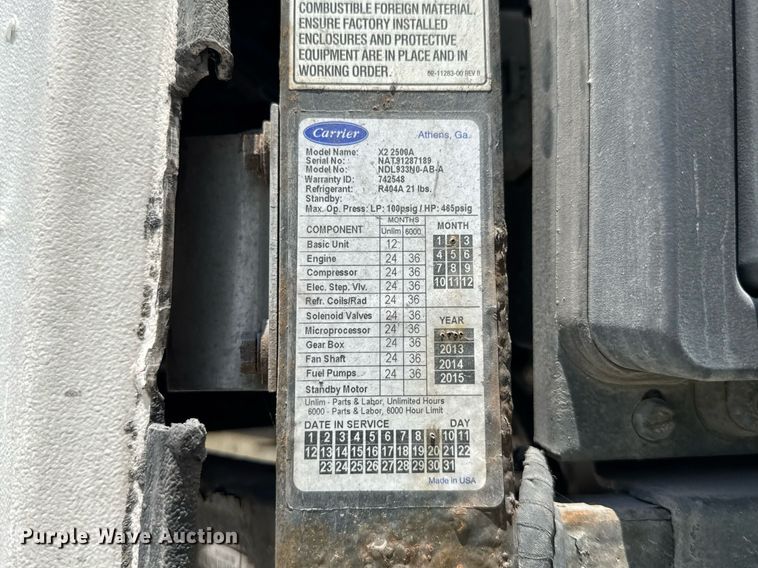 COMBUSTIBLE FOREIGN MATERIAL.
ENSURE FACTORY INSTALLED
ENCLOSURES AND PROTECTIVE
EQUIPMENT ARE IN PLACE AND IN
WORKING ORDER.
62-11283-00 REV B
Carrier Athens, Ga.
Model Name: X2 2500A
Serial No: NAT91287189
Model No: NDL933N0-AB-A
Warranty ID: 742548
Refrigerant: R404A 21 lbs.
Standby:
Max. Op. Press: LP: 100psig / HP: 465psig
COMPONENT MONTHS MONTH
Unlim 6000
Basic Unit 12
Engine 24 36
Compressor 24 36
Elec. Step. Vlv. 24 36
Refr. Coils/Rad 24 36
Solenoid Valves 24 36
Microprocessor 24 36
Gear Box 24 36
Fan Shaft 24 36
Fuel Pumps 24 36
Standby Motor
1 3
4 5 6
7 8 9
10 11 12
YEAR
2013
2014
2015
Unlim - Parts & Labor, Unlimited Hours
6000 - Parts & Labor, 6000 Hour Limit
DATE IN SERVICE DAY
1 2 3 4 5 6 7 8 10 11
12 13 14 15 16 17 18 19 20 21 22
23 24 25 26 27 28 29 30 31
Made in USA
Purple Wave Auction